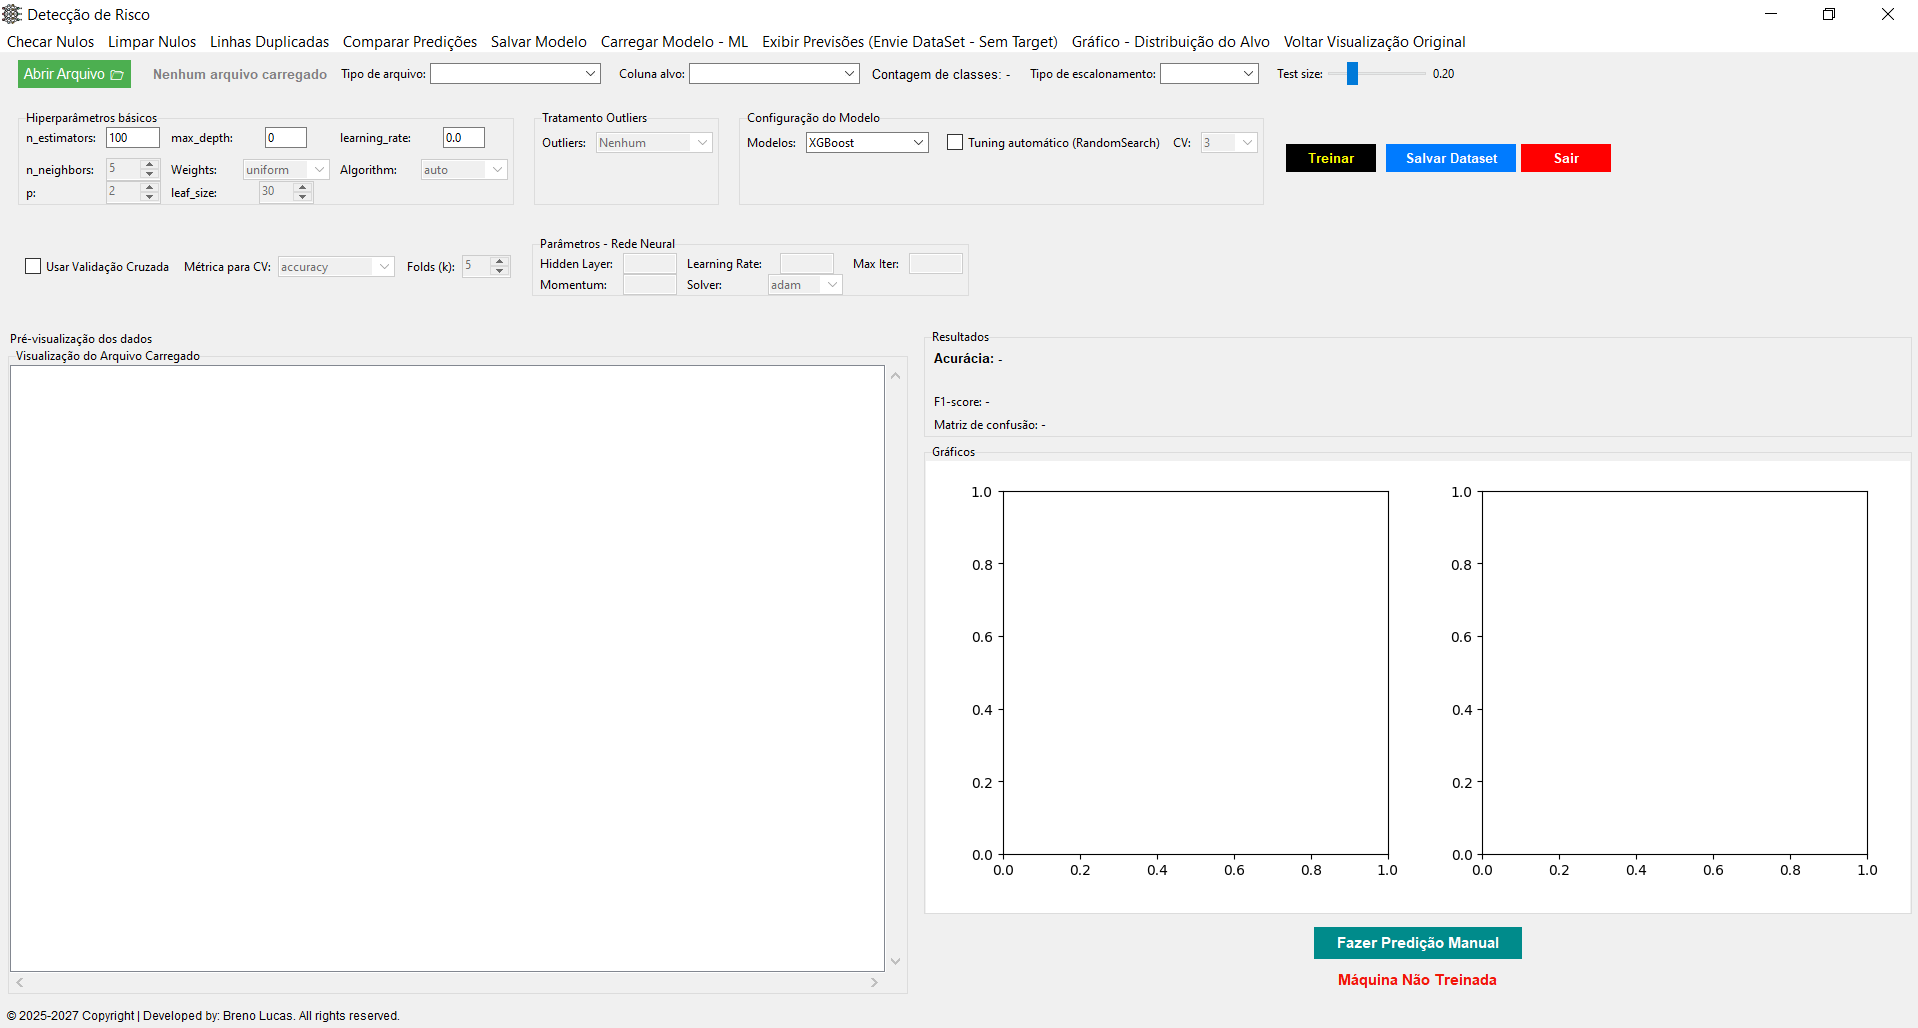 Detecção de Risco
Checar Nulos Limpar Nulos Linhas Duplicadas Comparar Predições Salvar Modelo Carregar Modelo - ML Exibir Previsões (Envie DataSet - Sem Target) Gráfico - Distribuição do Alvo Voltar Visualização Original
Abrir Arquivo Nenhum arquivo carregado Tipo de arquivo: Coluna alvo: Contagem de classes: - Tipo de escalonamento: Test size: 0.20
Hiperparâmetros básicos
n_estimators: 100 max_depth: 0 learning_rate: 0.0
n_neighbors: 5 Weights: uniform Algorithm: auto
p: 2 leaf_size: 30
Tratamento Outliers
Outliers: Nenhum
Configuração do Modelo
Modelos: XGBoost Tuning automático (RandomSearch) CV: 3
Treinar Salvar Dataset Sair
Usar Validação Cruzada Métrica para CV: accuracy Folds (k): 5
Parâmetros - Rede Neural
Hidden Layer: Learning Rate: Max Iter:
Momentum: Solver: adam
Pré-visualização dos dados
Visualização do Arquivo Carregado
Resultados
Acurácia: -
F1-score: -
Matriz de confusão: -
Gráficos
1.0
0.8
0.6
0.4
0.2
0.0
0.0 0.2 0.4 0.6 0.8 1.0
1.0
0.8
0.6
0.4
0.2
0.0
0.0 0.2 0.4 0.6 0.8 1.0
Fazer Predição Manual
Máquina Não Treinada
© 2025-2027 Copyright | Developed by: Breno Lucas. All rights reserved.